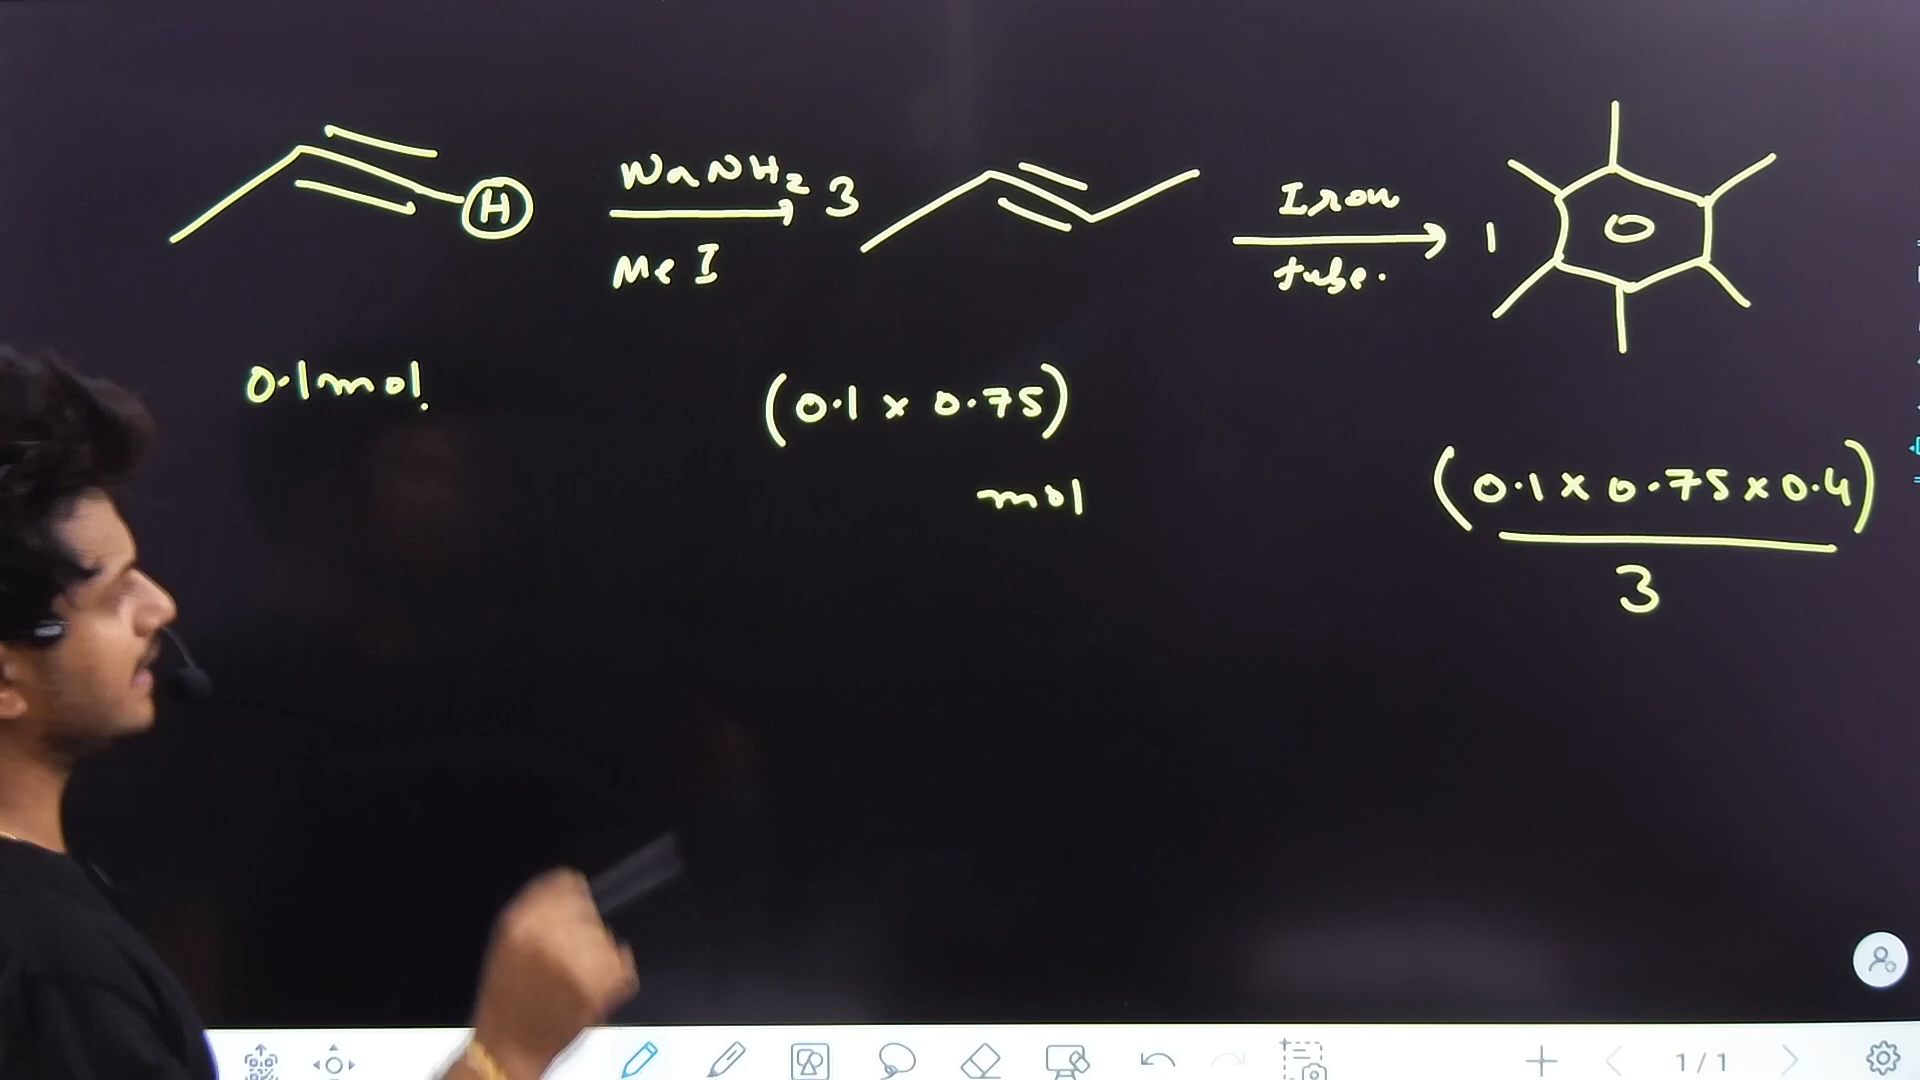 H
NaNH2
MeI
3
Iron
tube.
1
0.1mol.
(0.1 x 0.75)
mol
(0.1 x 0.75 x 0.4)
3
1/1